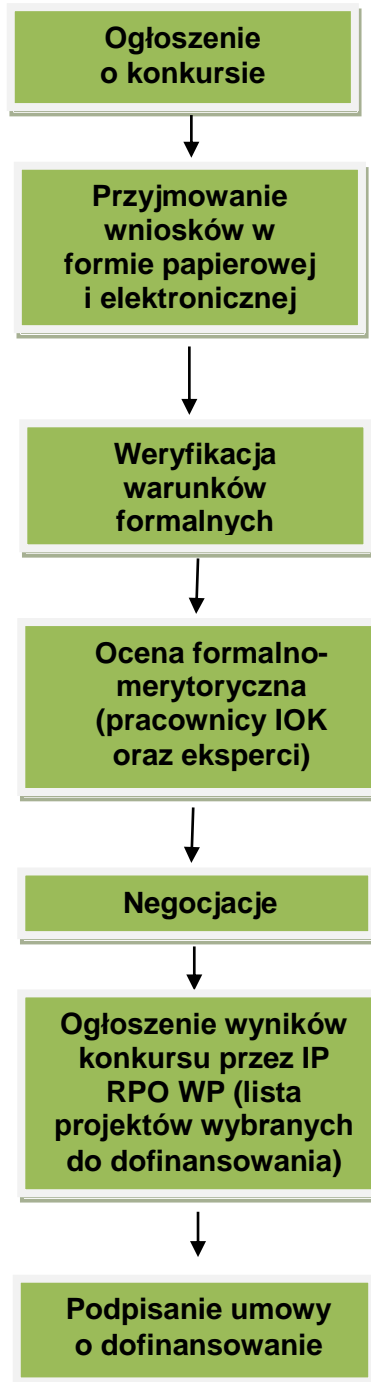 Ogłoszenie
o konkursie
Przyjmowanie
wniosków w
formie papierowej
i elektronicznej
Weryfikacja
warunków
formalnych
Ocena formalno-
merytoryczna
(pracownicy IOK
oraz eksperci)
Negocjacje
Ogłoszenie wyników
konkursu przez IP
RPO WP (lista
projektów wybranych
do dofinansowania)
Podpisanie umowy
o dofinansowanie